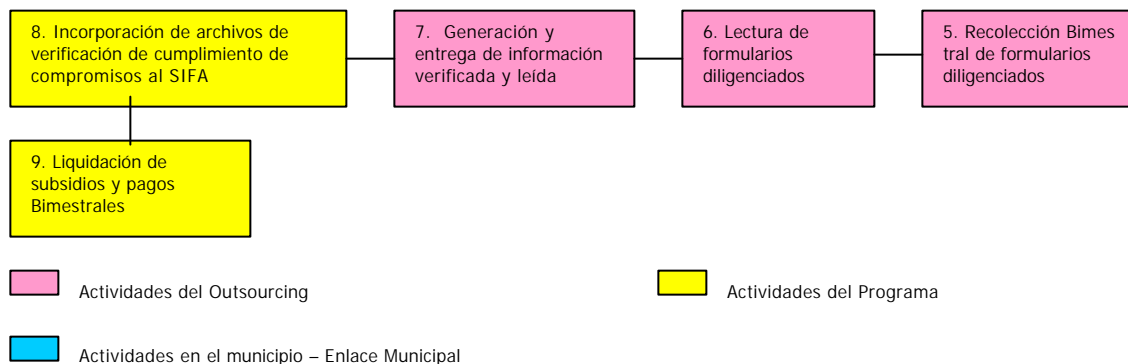 8. Incorporación de archivos de
verificación de cumplimiento de
compromisos al SIFA
7. Generación y
entrega de información
verificada y leída
6. Lectura de
formularios
diligenciados
5. Recolección Bimes
tral de formularios
diligenciados
9. Liquidación de
subsidios y pagos
Bimestrales
Actividades del Outsourcing
Actividades del Programa
Actividades en el municipio – Enlace Municipal